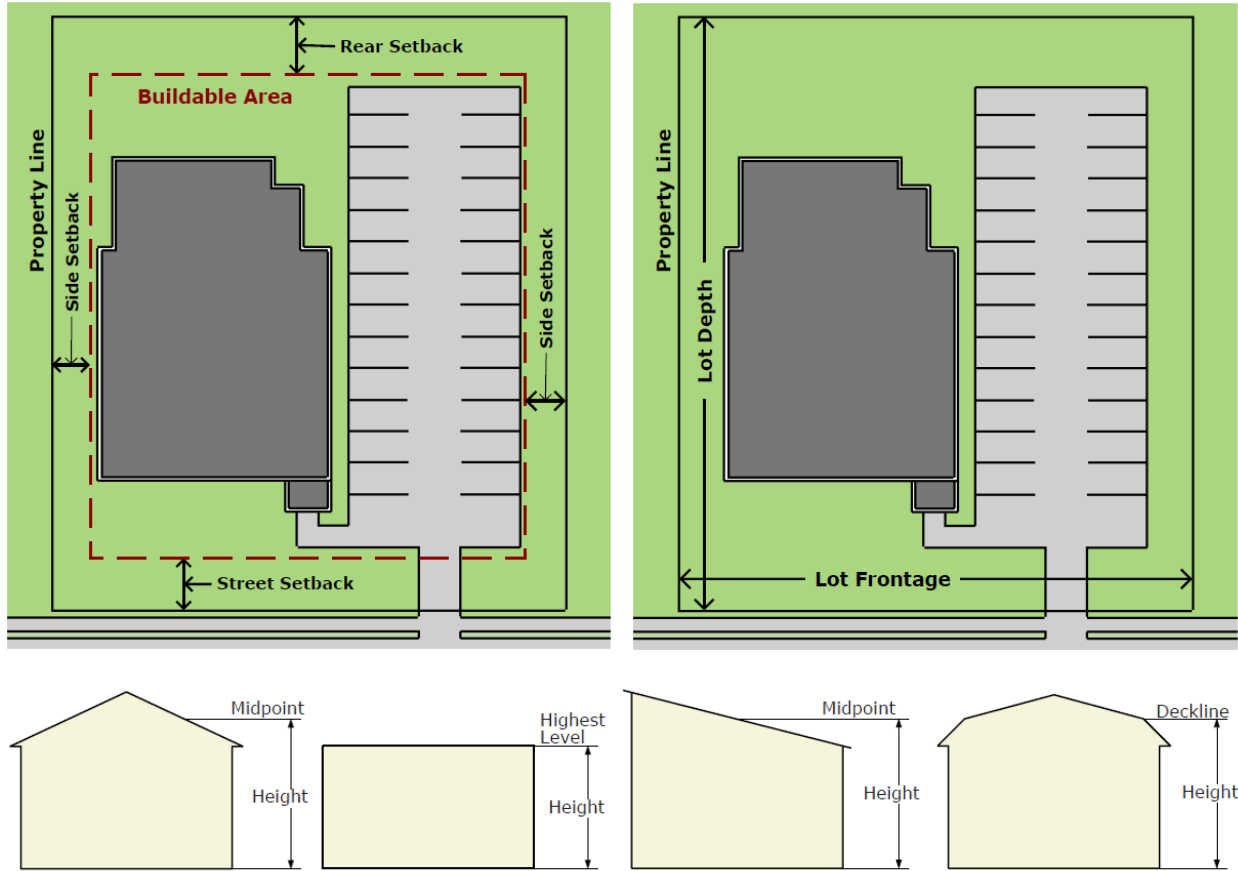 Rear Setback
Buildable Area
Property Line
Side Setback
Side Setback
Street Setback
Property Line
Lot Depth
Lot Frontage
Midpoint
Height
Highest
Level
Height
Midpoint
Height
Deckline
Height